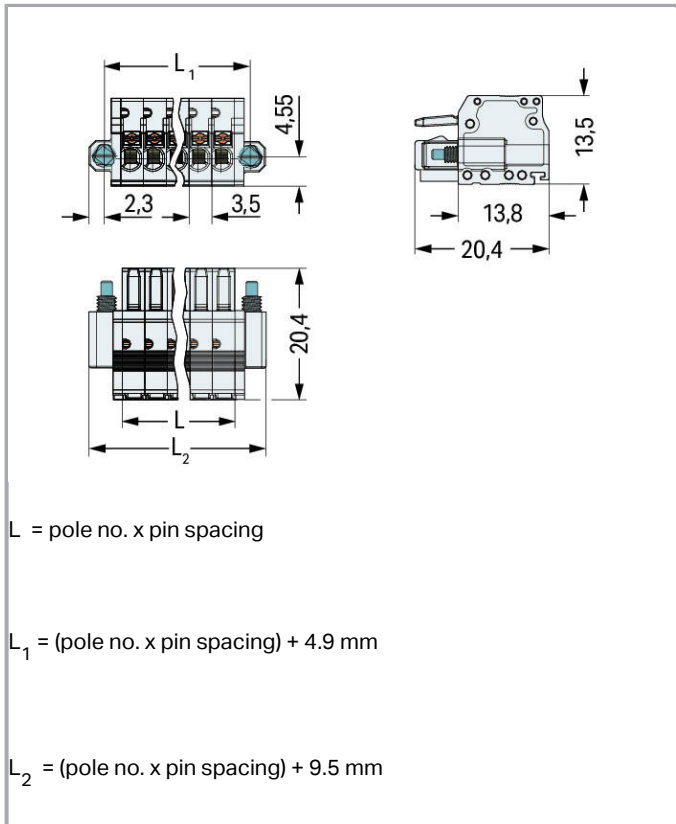 L1
4,55
2,3
3,5
13,5
13,8
20,4
20,4
L
L2
L = pole no. x pin spacing
L1 = (pole no. x pin spacing) + 4.9 mm
L2 = (pole no. x pin spacing) + 9.5 mm